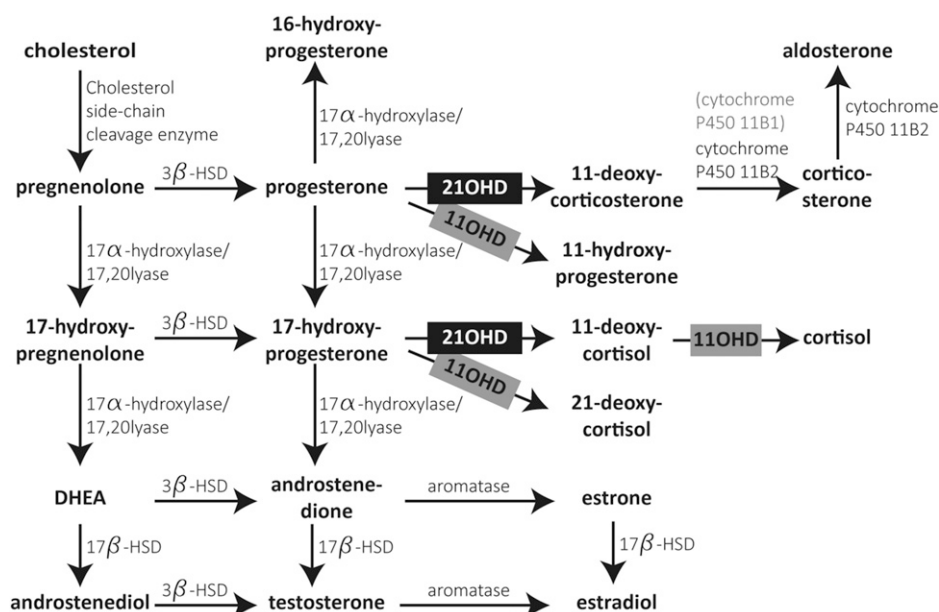 16-hydroxy-
progesterone
cholesterol
aldosterone
Cholesterol
side-chain
cleavage enzyme
17α-hydroxylase/
17,20lyase
(cytochrome
P450 11B1)
cytochrome
P450 11B2
cytochrome
P450 11B2
pregnenolone
3β-HSD
progesterone
21OHD
11-deoxy-
corticosterone
cortico-
sterone
11OHD
11-hydroxy-
progesterone
17α-hydroxylase/
17,20lyase
17α-hydroxylase/
17,20lyase
17-hydroxy-
pregnenolone
3β-HSD
17-hydroxy-
progesterone
21OHD
11-deoxy-
cortisol
11OHD
cortisol
11OHD
21-deoxy-
cortisol
17α-hydroxylase/
17,20lyase
17α-hydroxylase/
17,20lyase
DHEA
3β-HSD
androstene-
dione
aromatase
estrone
17β-HSD
17β-HSD
17β-HSD
androstenediol
3β-HSD
testosterone
aromatase
estradiol